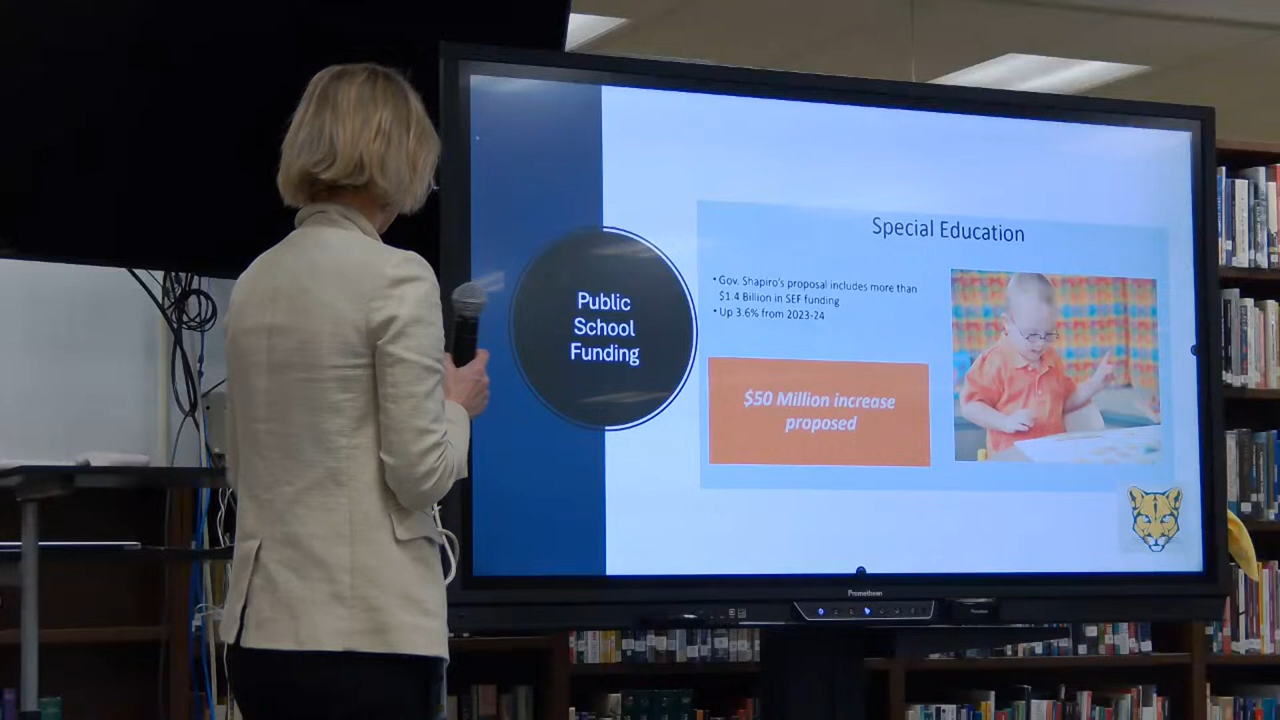 Special Education
Public
School
Funding
• Gov. Shapiro's proposal includes more than
$1.4 Billion in SEF funding
• Up 3.6% from 2023-24
$50 Million increase
proposed
Promethean